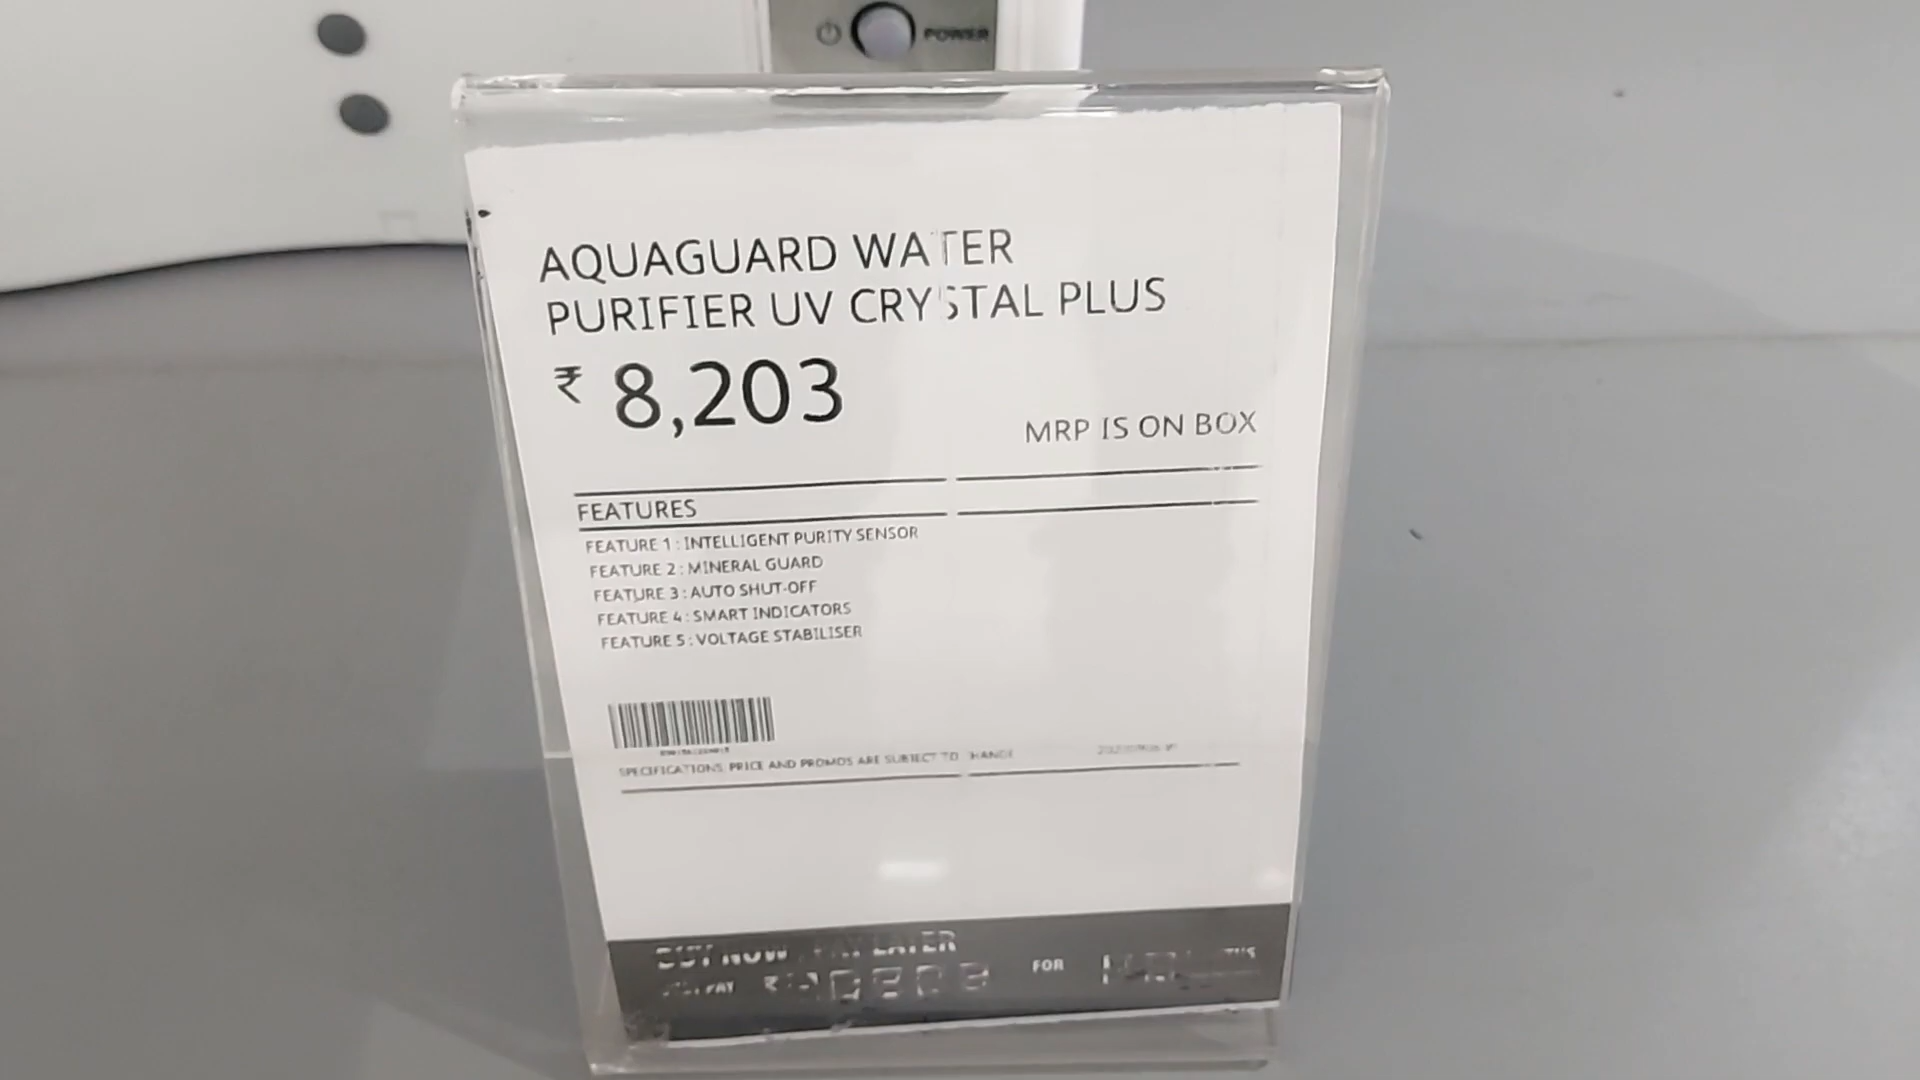 POWER
AQUAGUARD WATER
PURIFIER UV CRYSTAL PLUS
₹ 8,203
MRP IS ON BOX
FEATURES
FEATURE 1 : INTELLIGENT PURITY SENSOR
FEATURE 2 : MINERAL GUARD
FEATURE 3 : AUTO SHUT-OFF
FEATURE 4 : SMART INDICATORS
FEATURE 5 : VOLTAGE STABILISER
SPECIFICATIONS, PRICE AND PROMOS ARE SUBJECT TO CHANGE
BUY NOW PAY LATER
PAY ₹ FOR